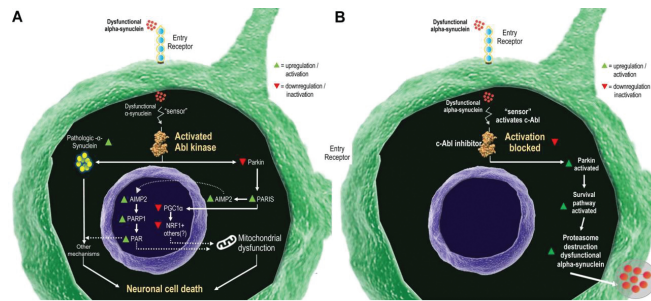 A
Dysfunctional
alpha-synuclein
Entry
Receptor
= upregulation /
activation
= downregulation /
inactivation
Dysfunctional
α-synuclein
"sensor"
Pathologic -α-
Synuclein
Activated
Abl kinase
Parkin
AIMP2
AIMP2
PARIS
PGC1α
PARP1
NRF1+
others(?)
PAR
Other
mechanisms
Mitochondrial
dysfunction
Neuronal cell death
B
Dysfunctional
alpha-synuclein
Entry
Receptor
= upregulation /
activation
= downregulation /
inactivation
Dysfunctional
alpha-synuclein
"sensor"
activates c-Abl
c-Abl inhibitor
Activation
blocked
Entry
Receptor
Parkin
activated
Survival
pathway
activated
Proteasome
destruction
dysfunctional
alpha-synuclein